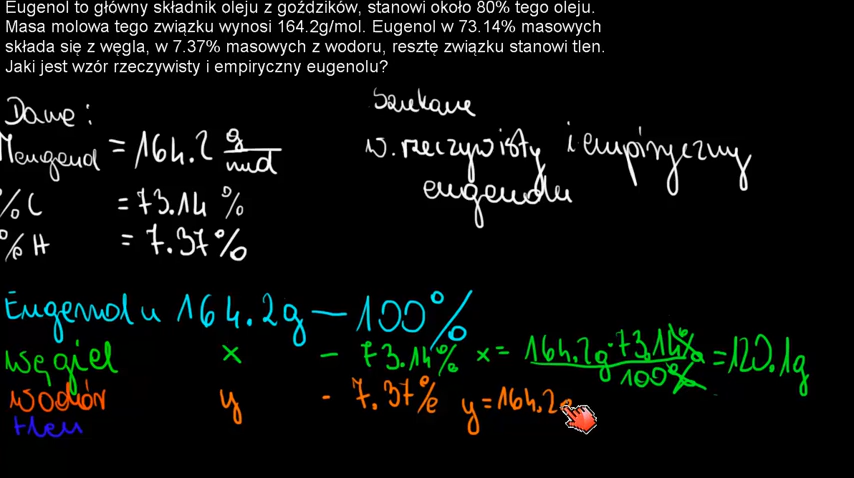 Eugenol to główny składnik oleju z goździków, stanowi około 80% tego oleju.
Masa molowa tego związku wynosi 164.2g/mol. Eugenol w 73.14% masowych
składa się z węgla, w 7.37% masowych z wodoru, resztę związku stanowi tlen.
Jaki jest wzór rzeczywisty i empiryczny eugenolu?
Dane:
Szukane
Meugenol = 164.2 g/mol
w. rzeczywisty i empiryczny
eugenolu
%C = 73.14 %
%H = 7.37%
Eugenolu 164.2g — 100%
węgiel x - 73.14% x = 164.2g·73.14% / 100% = 120.1g
wodór y - 7.37% y = 164.2g
tlen